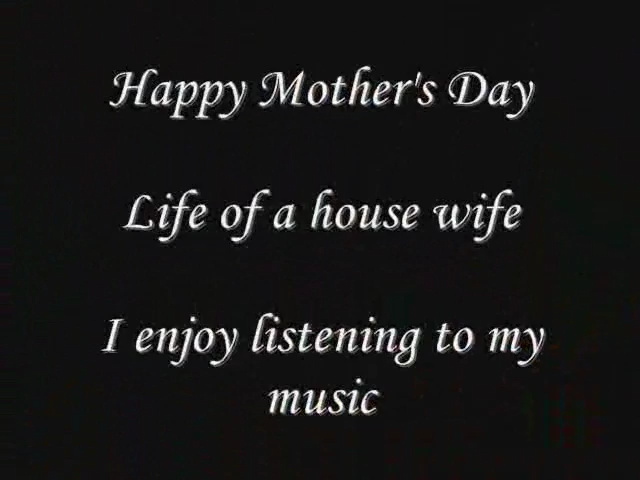 Happy Mother's Day
Life of a house wife
I enjoy listening to my
music